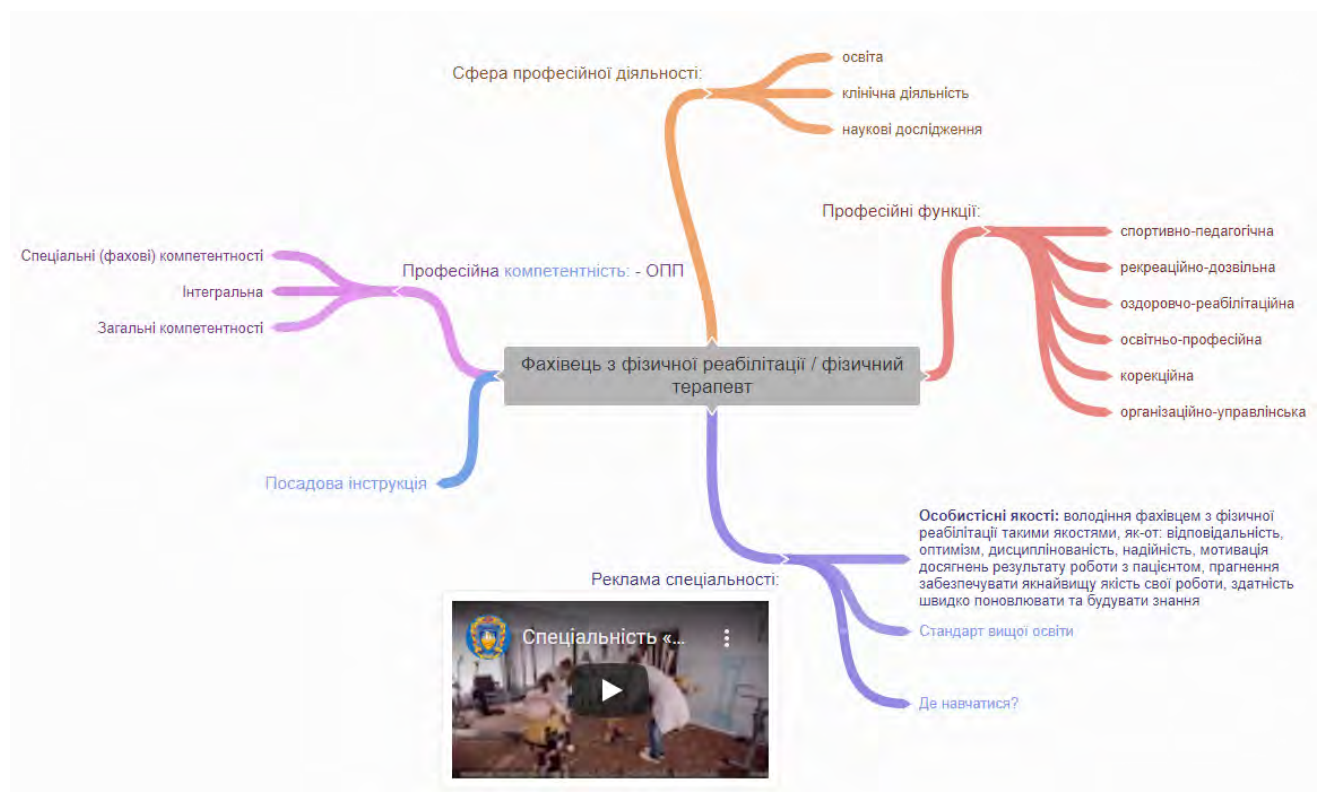 Сфера професійної діяльності:
освіта
клінічна діяльність
наукові дослідження
Професійні функції:
спортивно-педагогічна
рекреаційно-дозвільна
оздоровчо-реабілітаційна
освітньо-професійна
корекційна
організаційно-управлінська
Професійна компетентність: - ОПП
Спеціальні (фахові) компетентності
Інтегральна
Загальні компетентності
Фахівець з фізичної реабілітації / фізичний
терапевт
Посадова інструкція
Реклама спеціальності:
Спеціальність «...
Особистісні якості: володіння фахівцем з фізичної
реабілітації такими якостями, як-от: відповідальність,
оптимізм, дисциплінованість, надійність, мотивація
досягнень результату роботи з пацієнтом, прагнення
забезпечувати якнайвищу якість свої роботи, здатність
швидко поновлювати та будувати знання
Стандарт вищої освіти
Де навчатися?